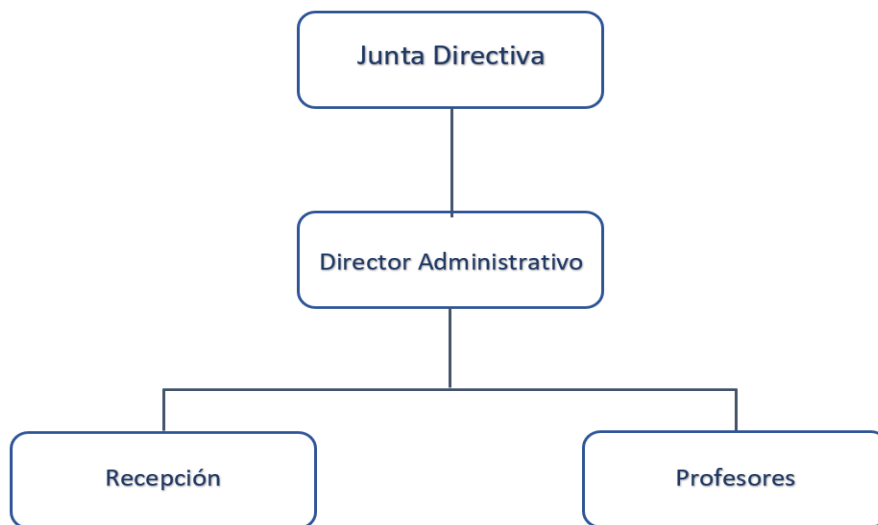 Junta Directiva
Director Administrativo
Recepción
Profesores